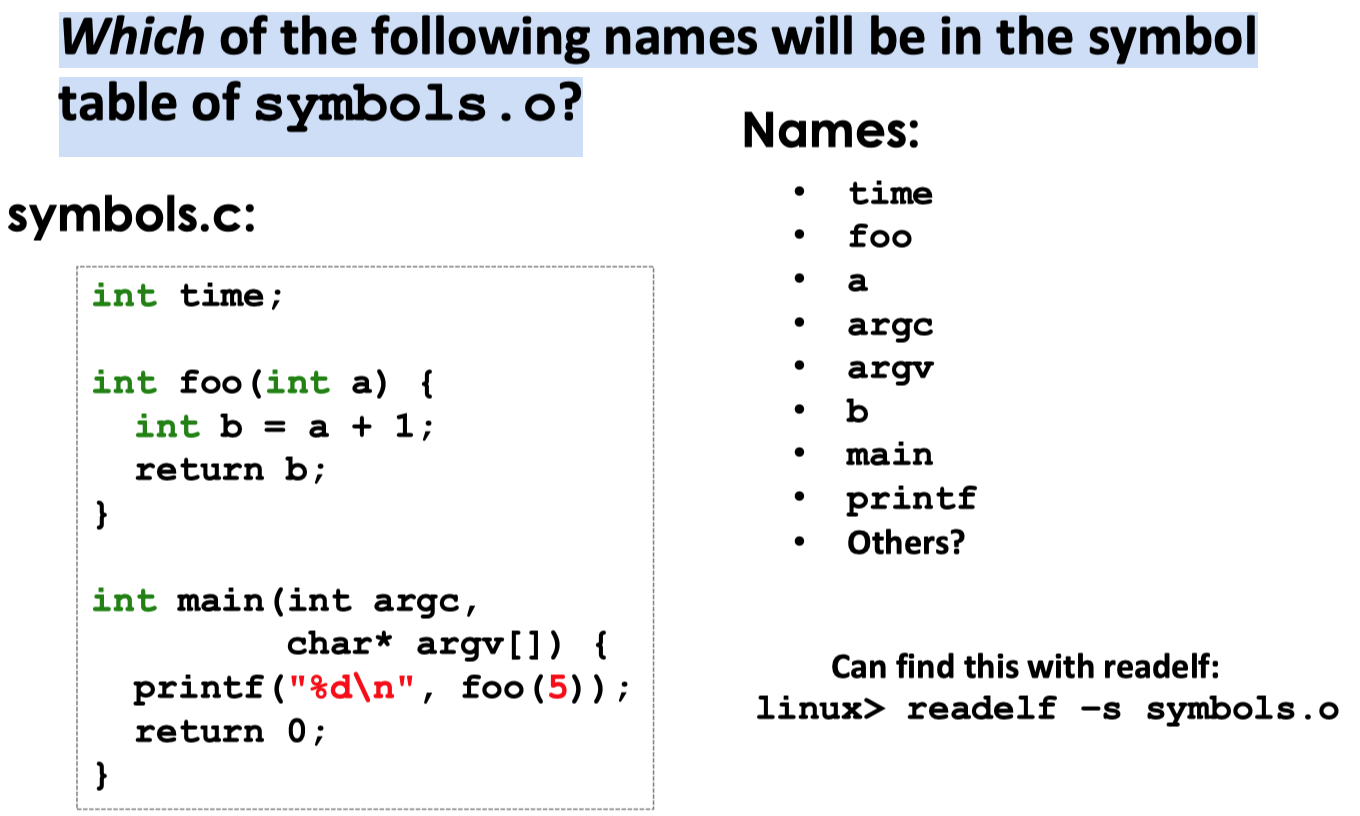 Which of the following names will be in the symbol
table of symbols.o?
symbols.c:
int time;
int foo(int a) {
int b = a + 1;
return b;
}
int main(int argc,
char* argv[]) {
printf("%d\n", foo(5));
return 0;
}
Names:
• time
• foo
• a
• argc
• argv
• b
• main
• printf
• Others?
Can find this with readelf:
linux> readelf -s symbols.o